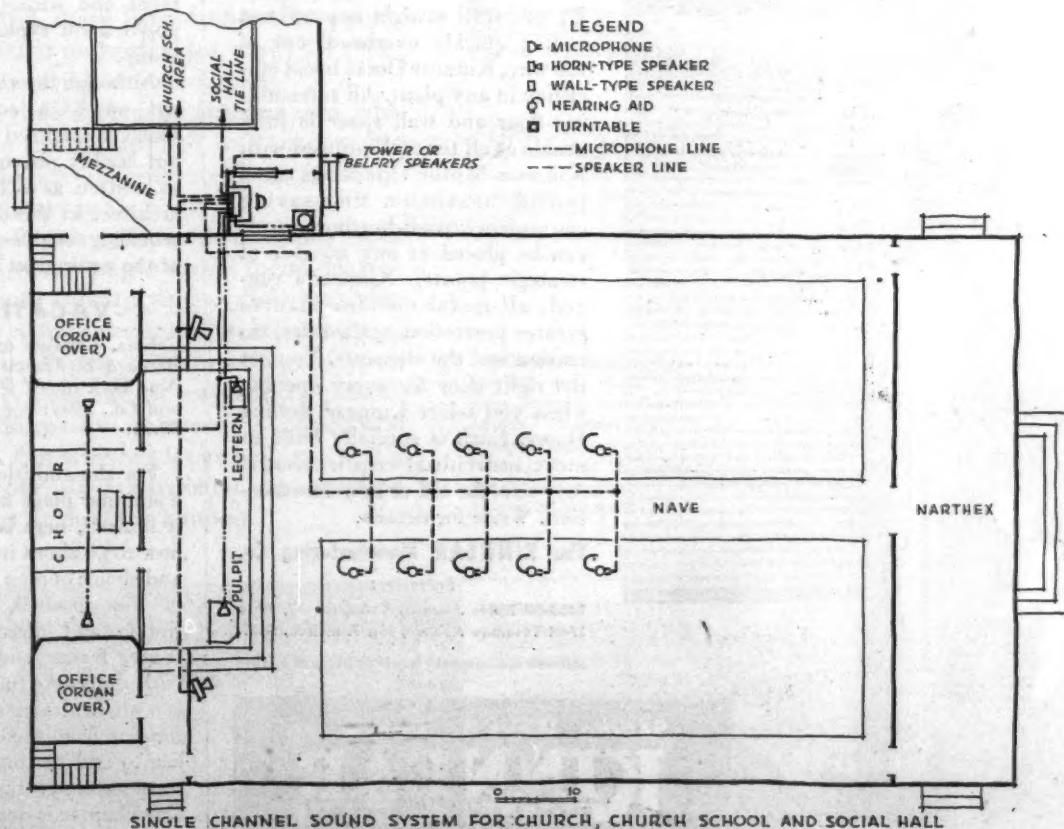 LEGEND
MICROPHONE
HORN-TYPE SPEAKER
WALL-TYPE SPEAKER
HEARING AID
TURNTABLE
MICROPHONE LINE
SPEAKER LINE
CHURCH SCH.
AREA
SOCIAL
HALL
TIE LINE
TOWER OR
BELFRY SPEAKERS
MEZZANINE
OFFICE
(ORGAN
OVER)
CHOIR
LECTERN
PULPIT
NAVE
NARTHEX
OFFICE
(ORGAN
OVER)
0 10
SINGLE CHANNEL SOUND SYSTEM FOR CHURCH, CHURCH SCHOOL AND SOCIAL HALL